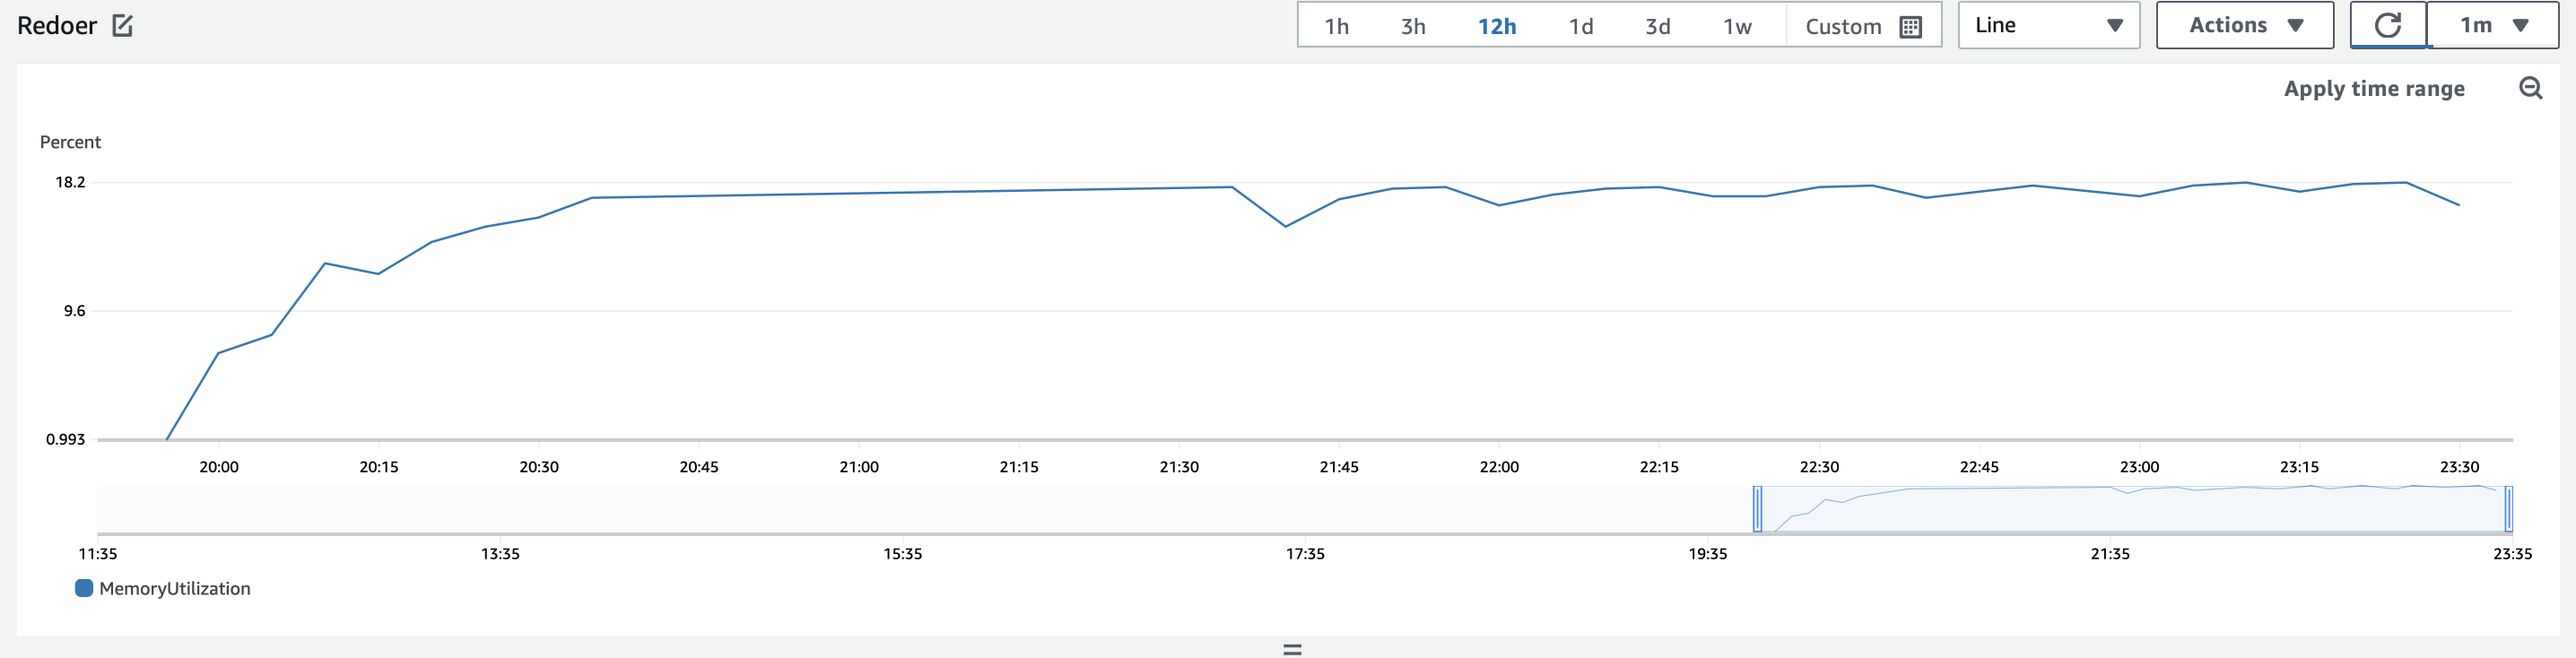 Redoer 1h 3h 12h 1d 3d 1w Custom Line Actions 1m
Apply time range
Percent
18.2
9.6
0.993
20:00 20:15 20:30 20:45 21:00 21:15 21:30 21:45 22:00 22:15 22:30 22:45 23:00 23:15 23:30
11:35 13:35 15:35 17:35 19:35 21:35 23:35
MemoryUtilization